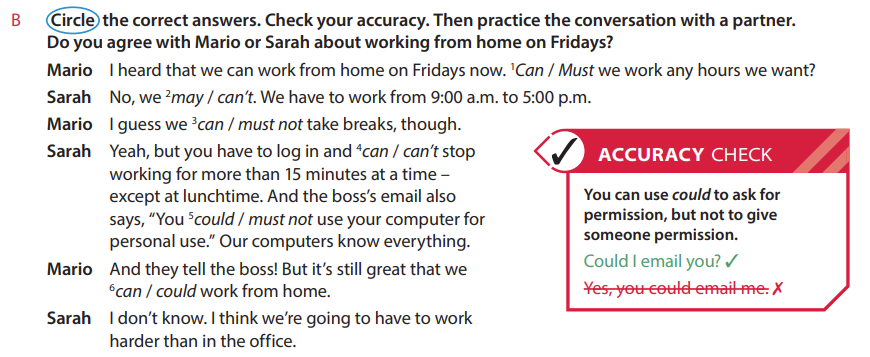 B Circle the correct answers. Check your accuracy. Then practice the conversation with a partner.
Do you agree with Mario or Sarah about working from home on Fridays?
Mario I heard that we can work from home on Fridays now. ¹Can / Must we work any hours we want?
Sarah No, we ²may / can't. We have to work from 9:00 a.m. to 5:00 p.m.
Mario I guess we ³can / must not take breaks, though.
Sarah Yeah, but you have to log in and ⁴can / can't stop
working for more than 15 minutes at a time –
except at lunchtime. And the boss's email also
says, "You ⁵could / must not use your computer for
personal use." Our computers know everything.
Mario And they tell the boss! But it's still great that we
⁶can / could work from home.
Sarah I don't know. I think we're going to have to work
harder than in the office.
ACCURACY CHECK
You can use could to ask for
permission, but not to give
someone permission.
Could I email you? ✓
Yes, you could email me. ✗